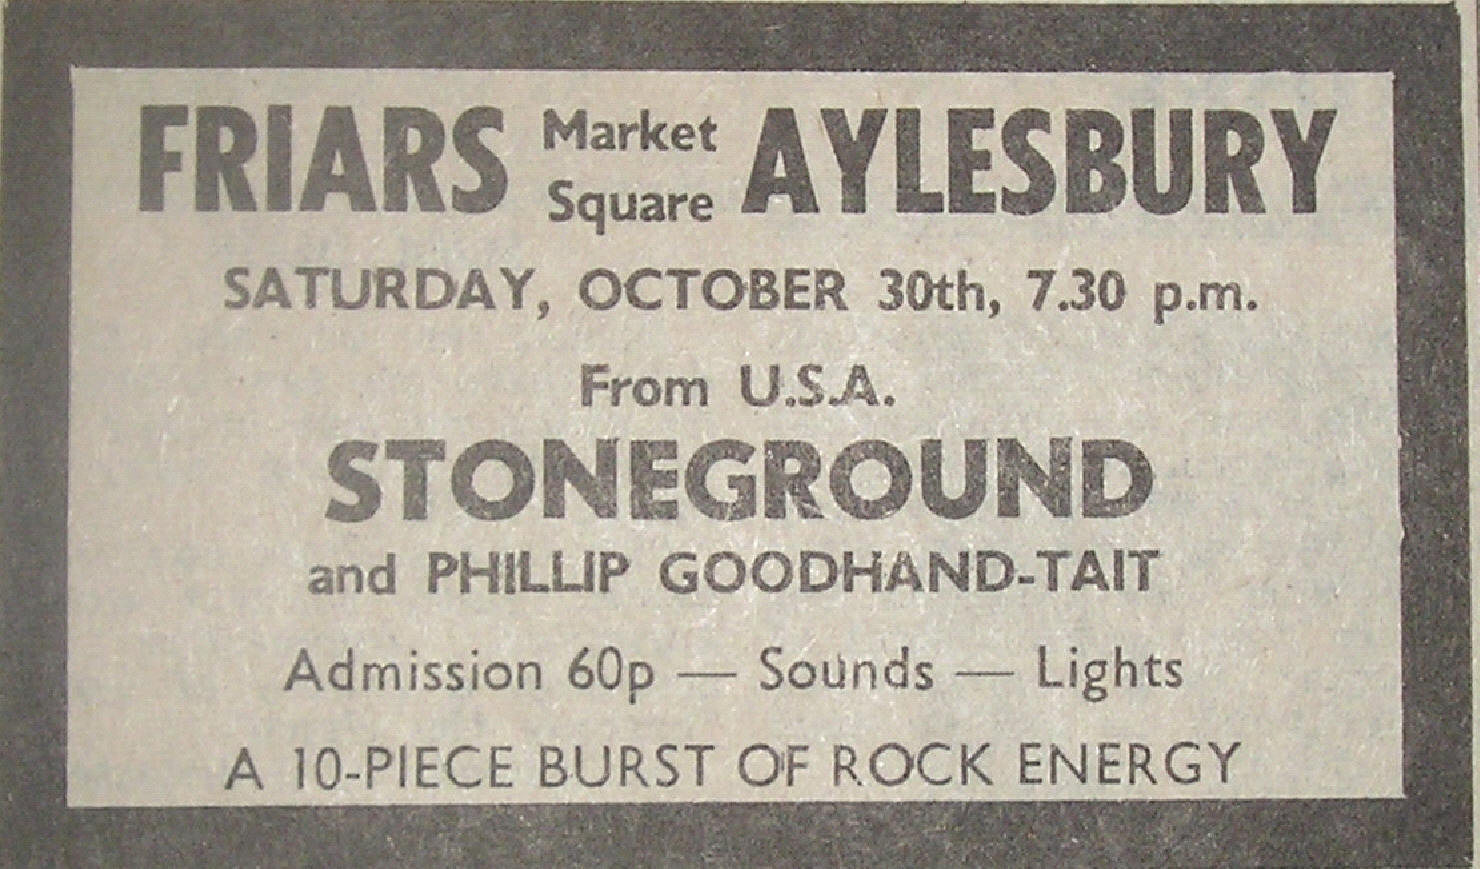 FRIARS Market Square AYLESBURY
SATURDAY, OCTOBER 30th, 7.30 p.m.
From U.S.A.
STONEGROUND
and PHILLIP GOODHAND-TAIT
Admission 60p — Sounds — Lights
A 10-PIECE BURST OF ROCK ENERGY